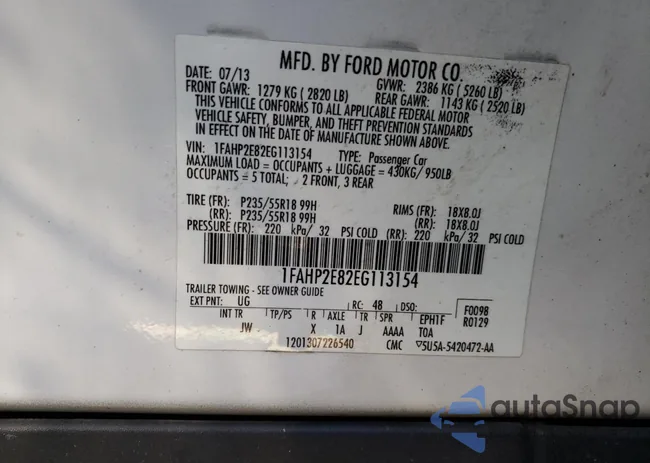 MFD. BY FORD MOTOR CO.
DATE: 07/13 GVWR: 2386 KG ( 5260 LB)
FRONT GAWR: 1279 KG ( 2820 LB) REAR GAWR: 1143 KG ( 2520 LB)
THIS VEHICLE CONFORMS TO ALL APPLICABLE FEDERAL MOTOR
VEHICLE SAFETY, BUMPER, AND THEFT PREVENTION STANDARDS
IN EFFECT ON THE DATE OF MANUFACTURE SHOWN ABOVE.
VIN: 1FAHP2E82EG113154 TYPE: Passenger Car
MAXIMUM LOAD = OCCUPANTS + LUGGAGE = 430KG/ 950LB
OCCUPANTS = 5 TOTAL; 2 FRONT, 3 REAR
TIRE (FR): P235/55R18 99H RIMS (FR): 18X8.0J
(RR): P235/55R18 99H (RR): 18X8.0J
PRESSURE (FR): 220 kPa/ 32 PSI COLD (RR): 220 kPa/ 32 PSI COLD
1FAHP2E82EG113154
TRAILER TOWING - SEE OWNER GUIDE
EXT PNT: UG RC: 48 DSO: F0098
R0129
INT TR TP/PS R AXLE TR SPR EPH1F
JW X 1A J AAAA TOA
1201307226540 CMC 5U5A-5420472-AA
autoSnap